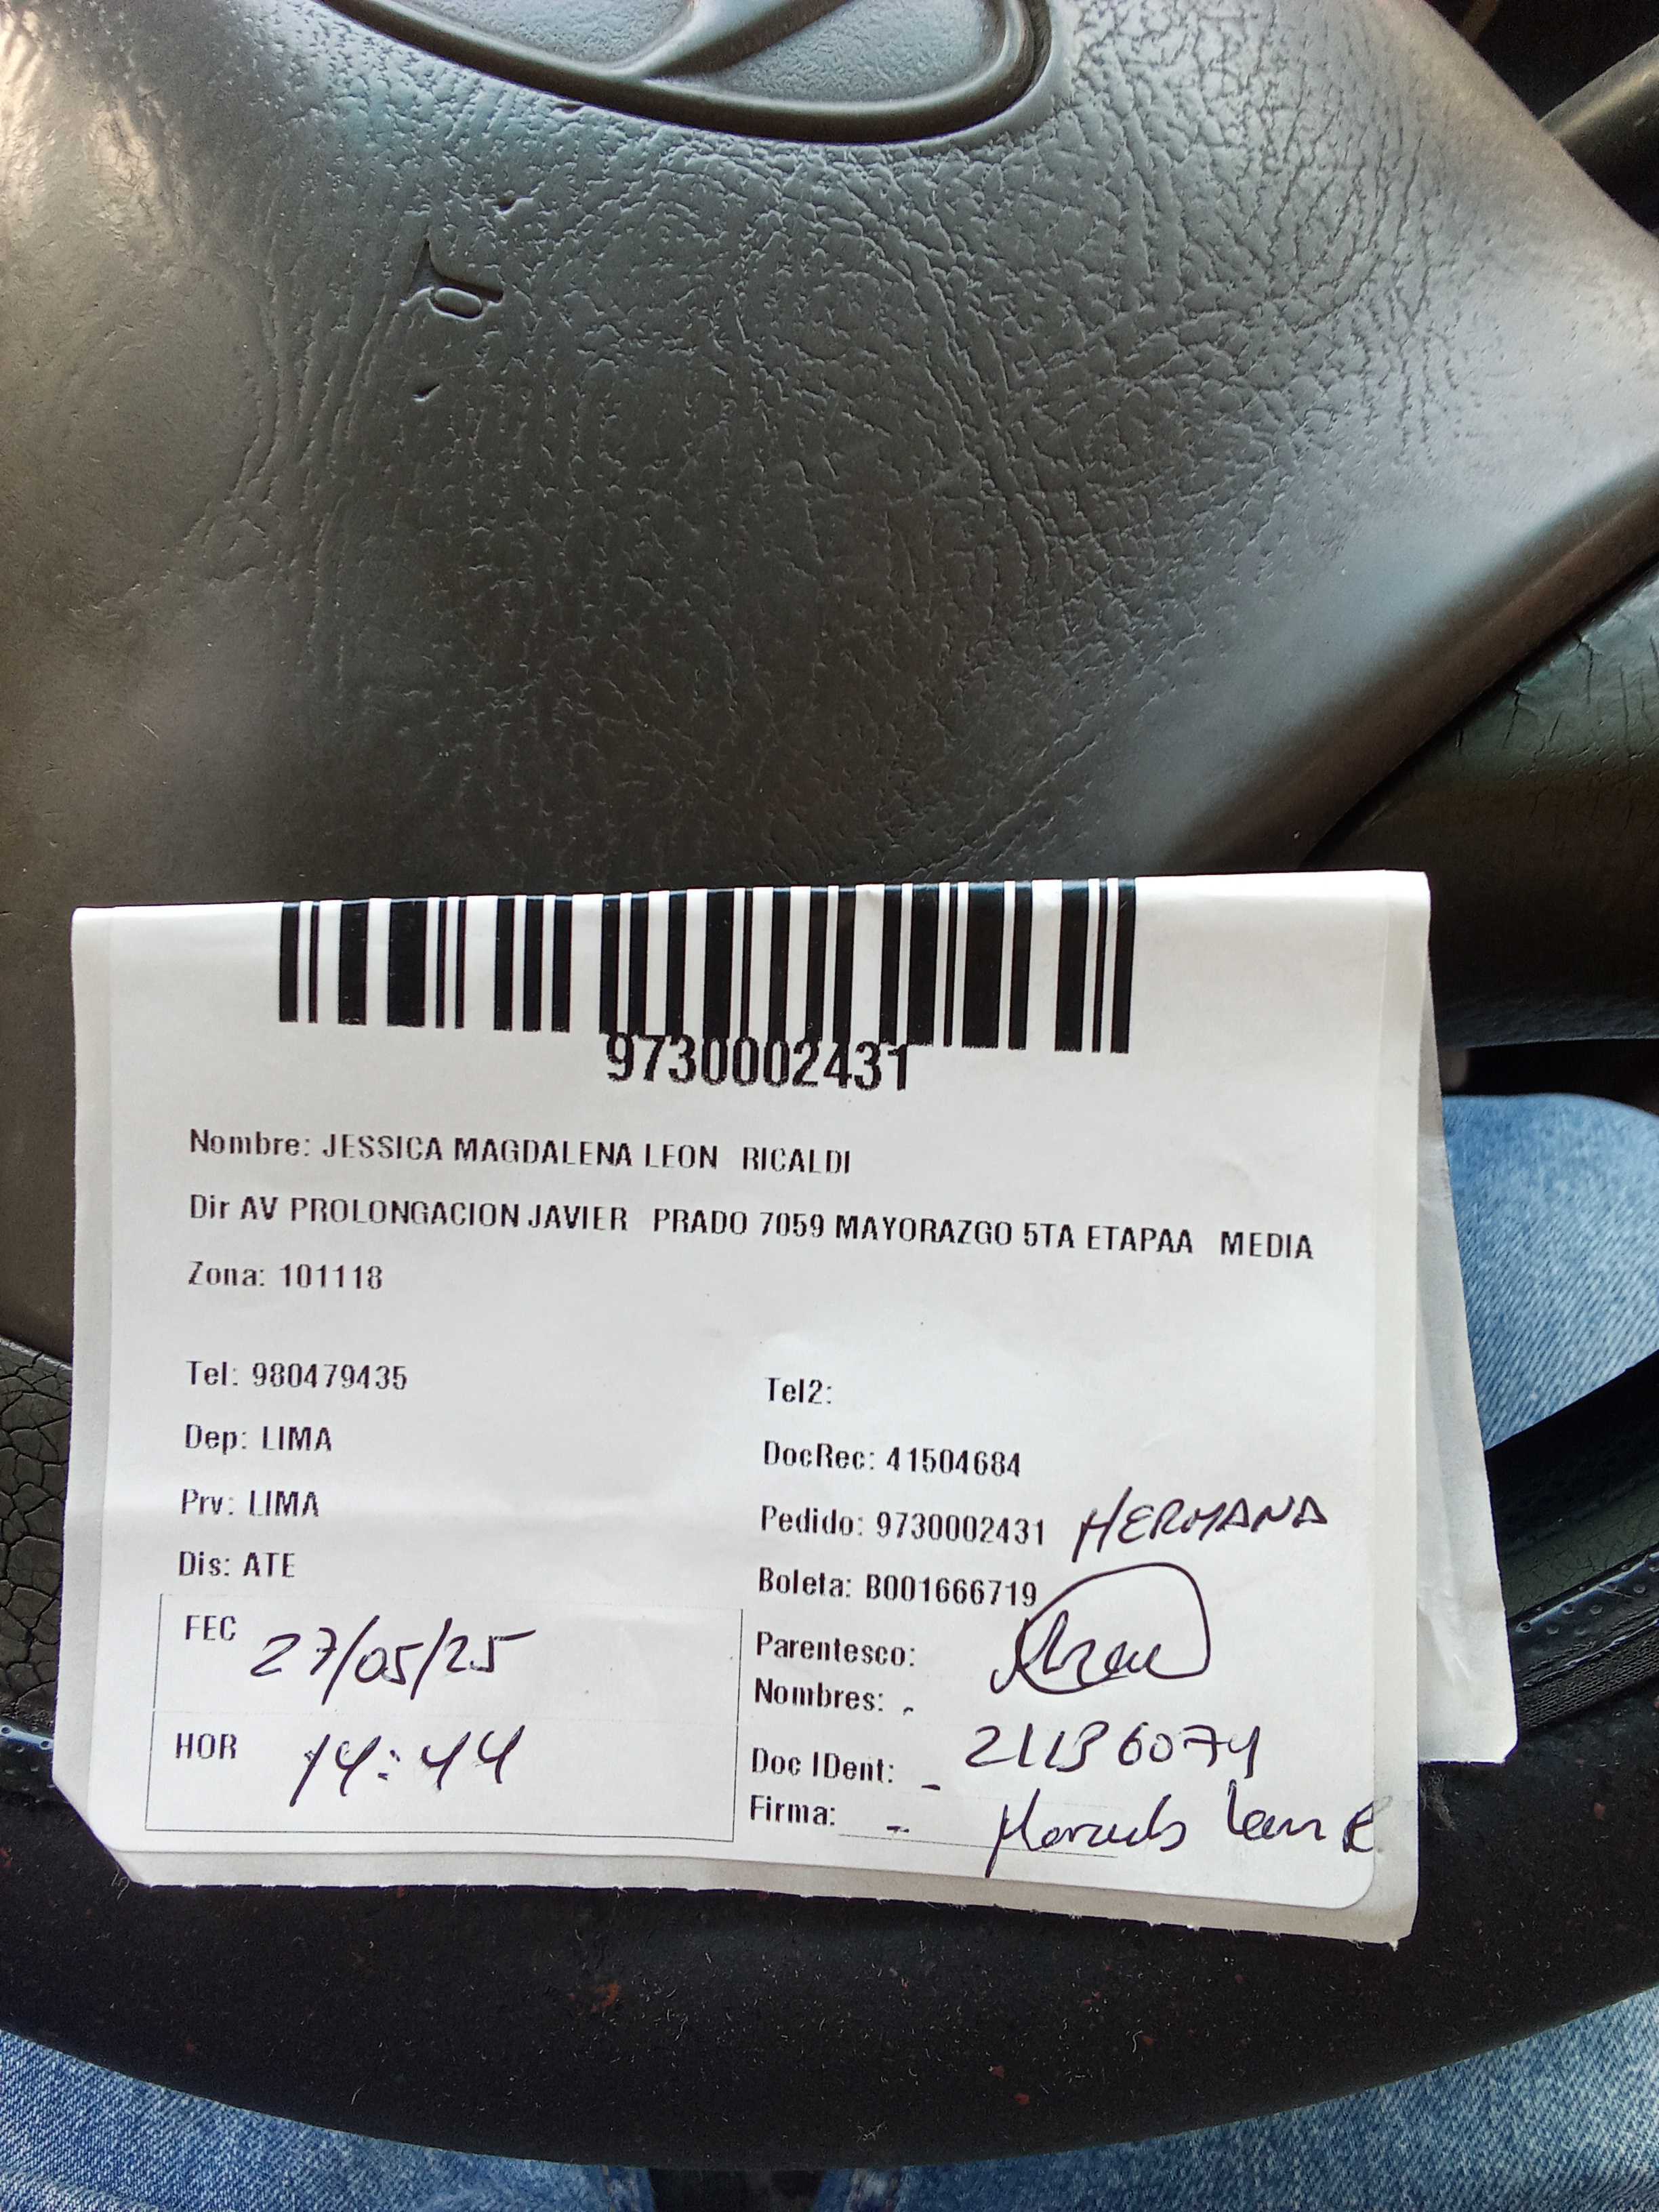 9730002431
Nombre: JESSICA MAGDALENA LEON RICALDI
Dir AV PROLONGACION JAVIER PRADO 7059 MAYORAZGO 5TA ETAPAA MEDIA
Zona: 101118
Tel: 980479435
Tel2:
Dep: LIMA
DocRec: 41504684
Prv: LIMA
Pedido: 9730002431 HERMANA
Dis: ATE
Boleta: B001666719
FEC 27/05/25
Parentesco:
Nombres:
HOR 14:44
Doc IDent: - 21136074
Firma: -